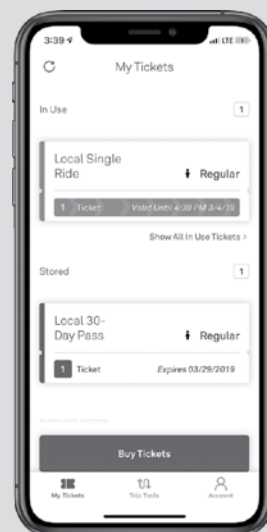 3:39 LTE
My Tickets
In Use 1
Local Single
Ride Regular
1 Ticket Valid Until 4:39 PM 3/4/19
Show All In Use Tickets >
Stored 1
Local 30-
Day Pass Regular
1 Ticket Expires 03/29/2019
Buy Tickets
My Tickets Trip Tools Account